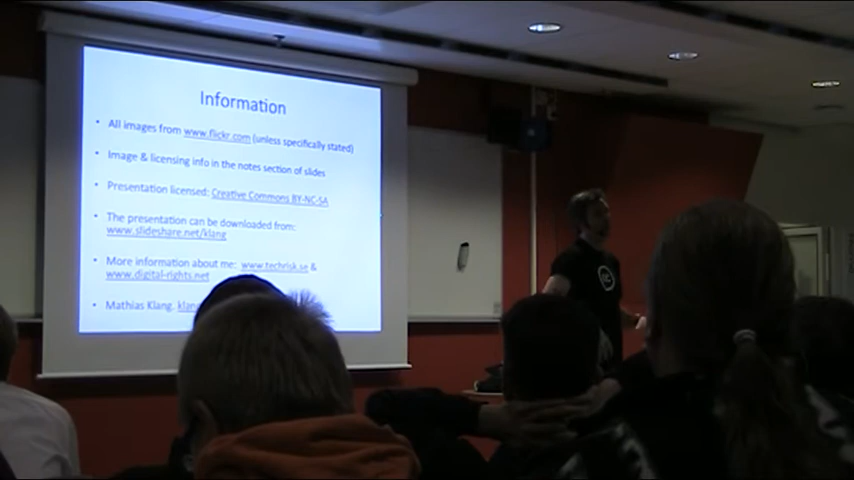 Information
• All images from www.flickr.com (unless specifically stated)
• Image & licensing info in the notes section of slides
• Presentation licensed: Creative Commons BY-NC-SA
• The presentation can be downloaded from:
www.slideshare.net/klang
• More information about me: www.techrisk.se &
www.digital-rights.net
• Mathias Klang. klang